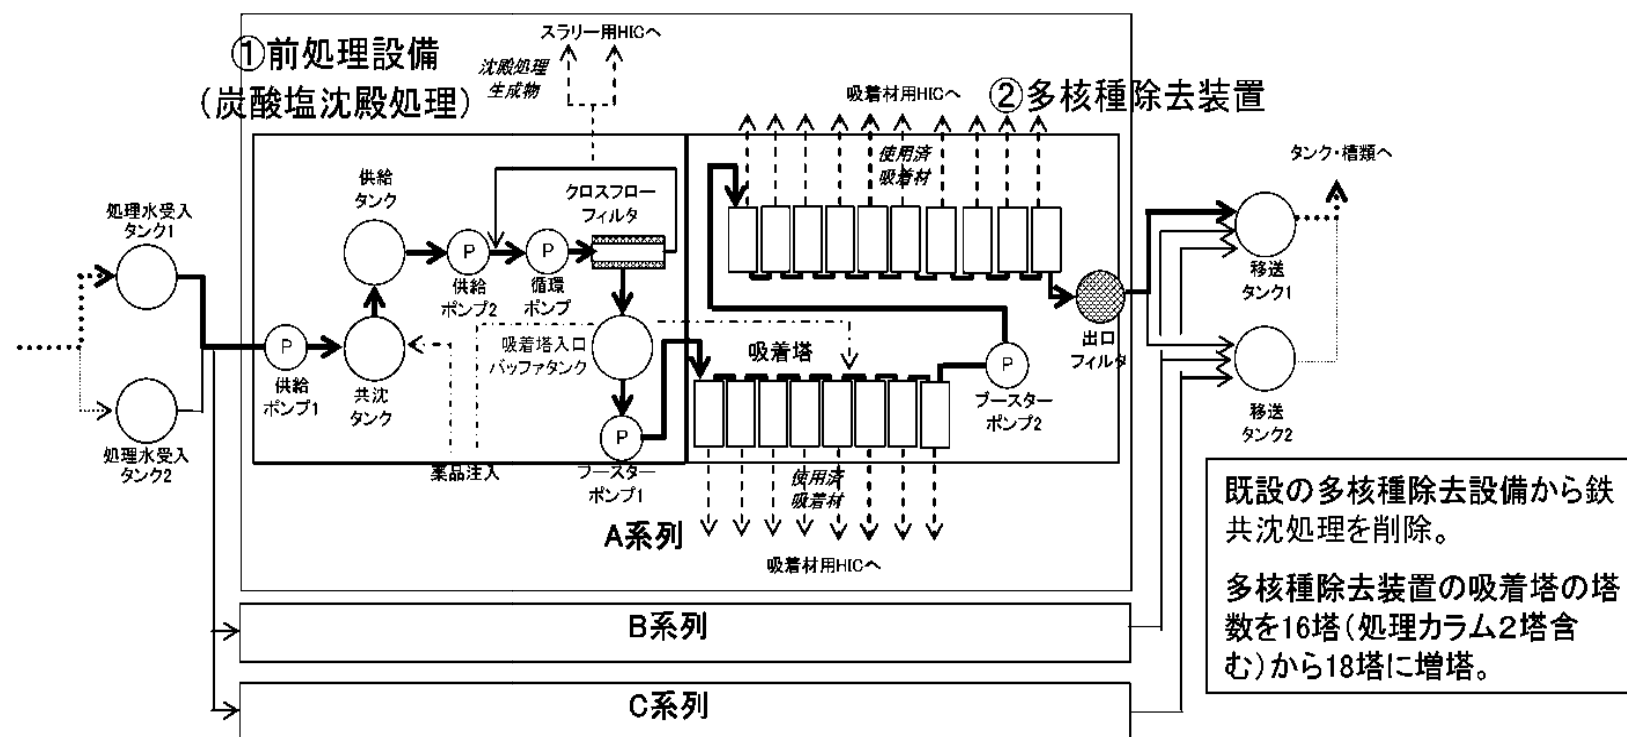 スラリー用HICへ
①前処理設備
(炭酸塩沈殿処理)
沈殿処理
生成物
吸着材用HICへ
②多核種除去装置
使用済
吸着材
タンク・槽類へ
供給
タンク
クロスフロー
フィルタ
処理水受入
タンク1
P
供給
ポンプ2
P
循環
ポンプ
移送
タンク1
出口
フィルタ
P
供給
ポンプ1
共沈
タンク
吸着塔入口
バッファタンク
吸着塔
P
ブースター
ポンプ2
移送
タンク2
処理水受入
タンク2
薬品注入
P
ブースター
ポンプ1
使用済
吸着材
A系列
吸着材用HICへ
B系列
C系列
既設の多核種除去設備から鉄
共沈処理を削除。
多核種除去装置の吸着塔の塔
数を16塔(処理カラム2塔含
む)から18塔に増塔。